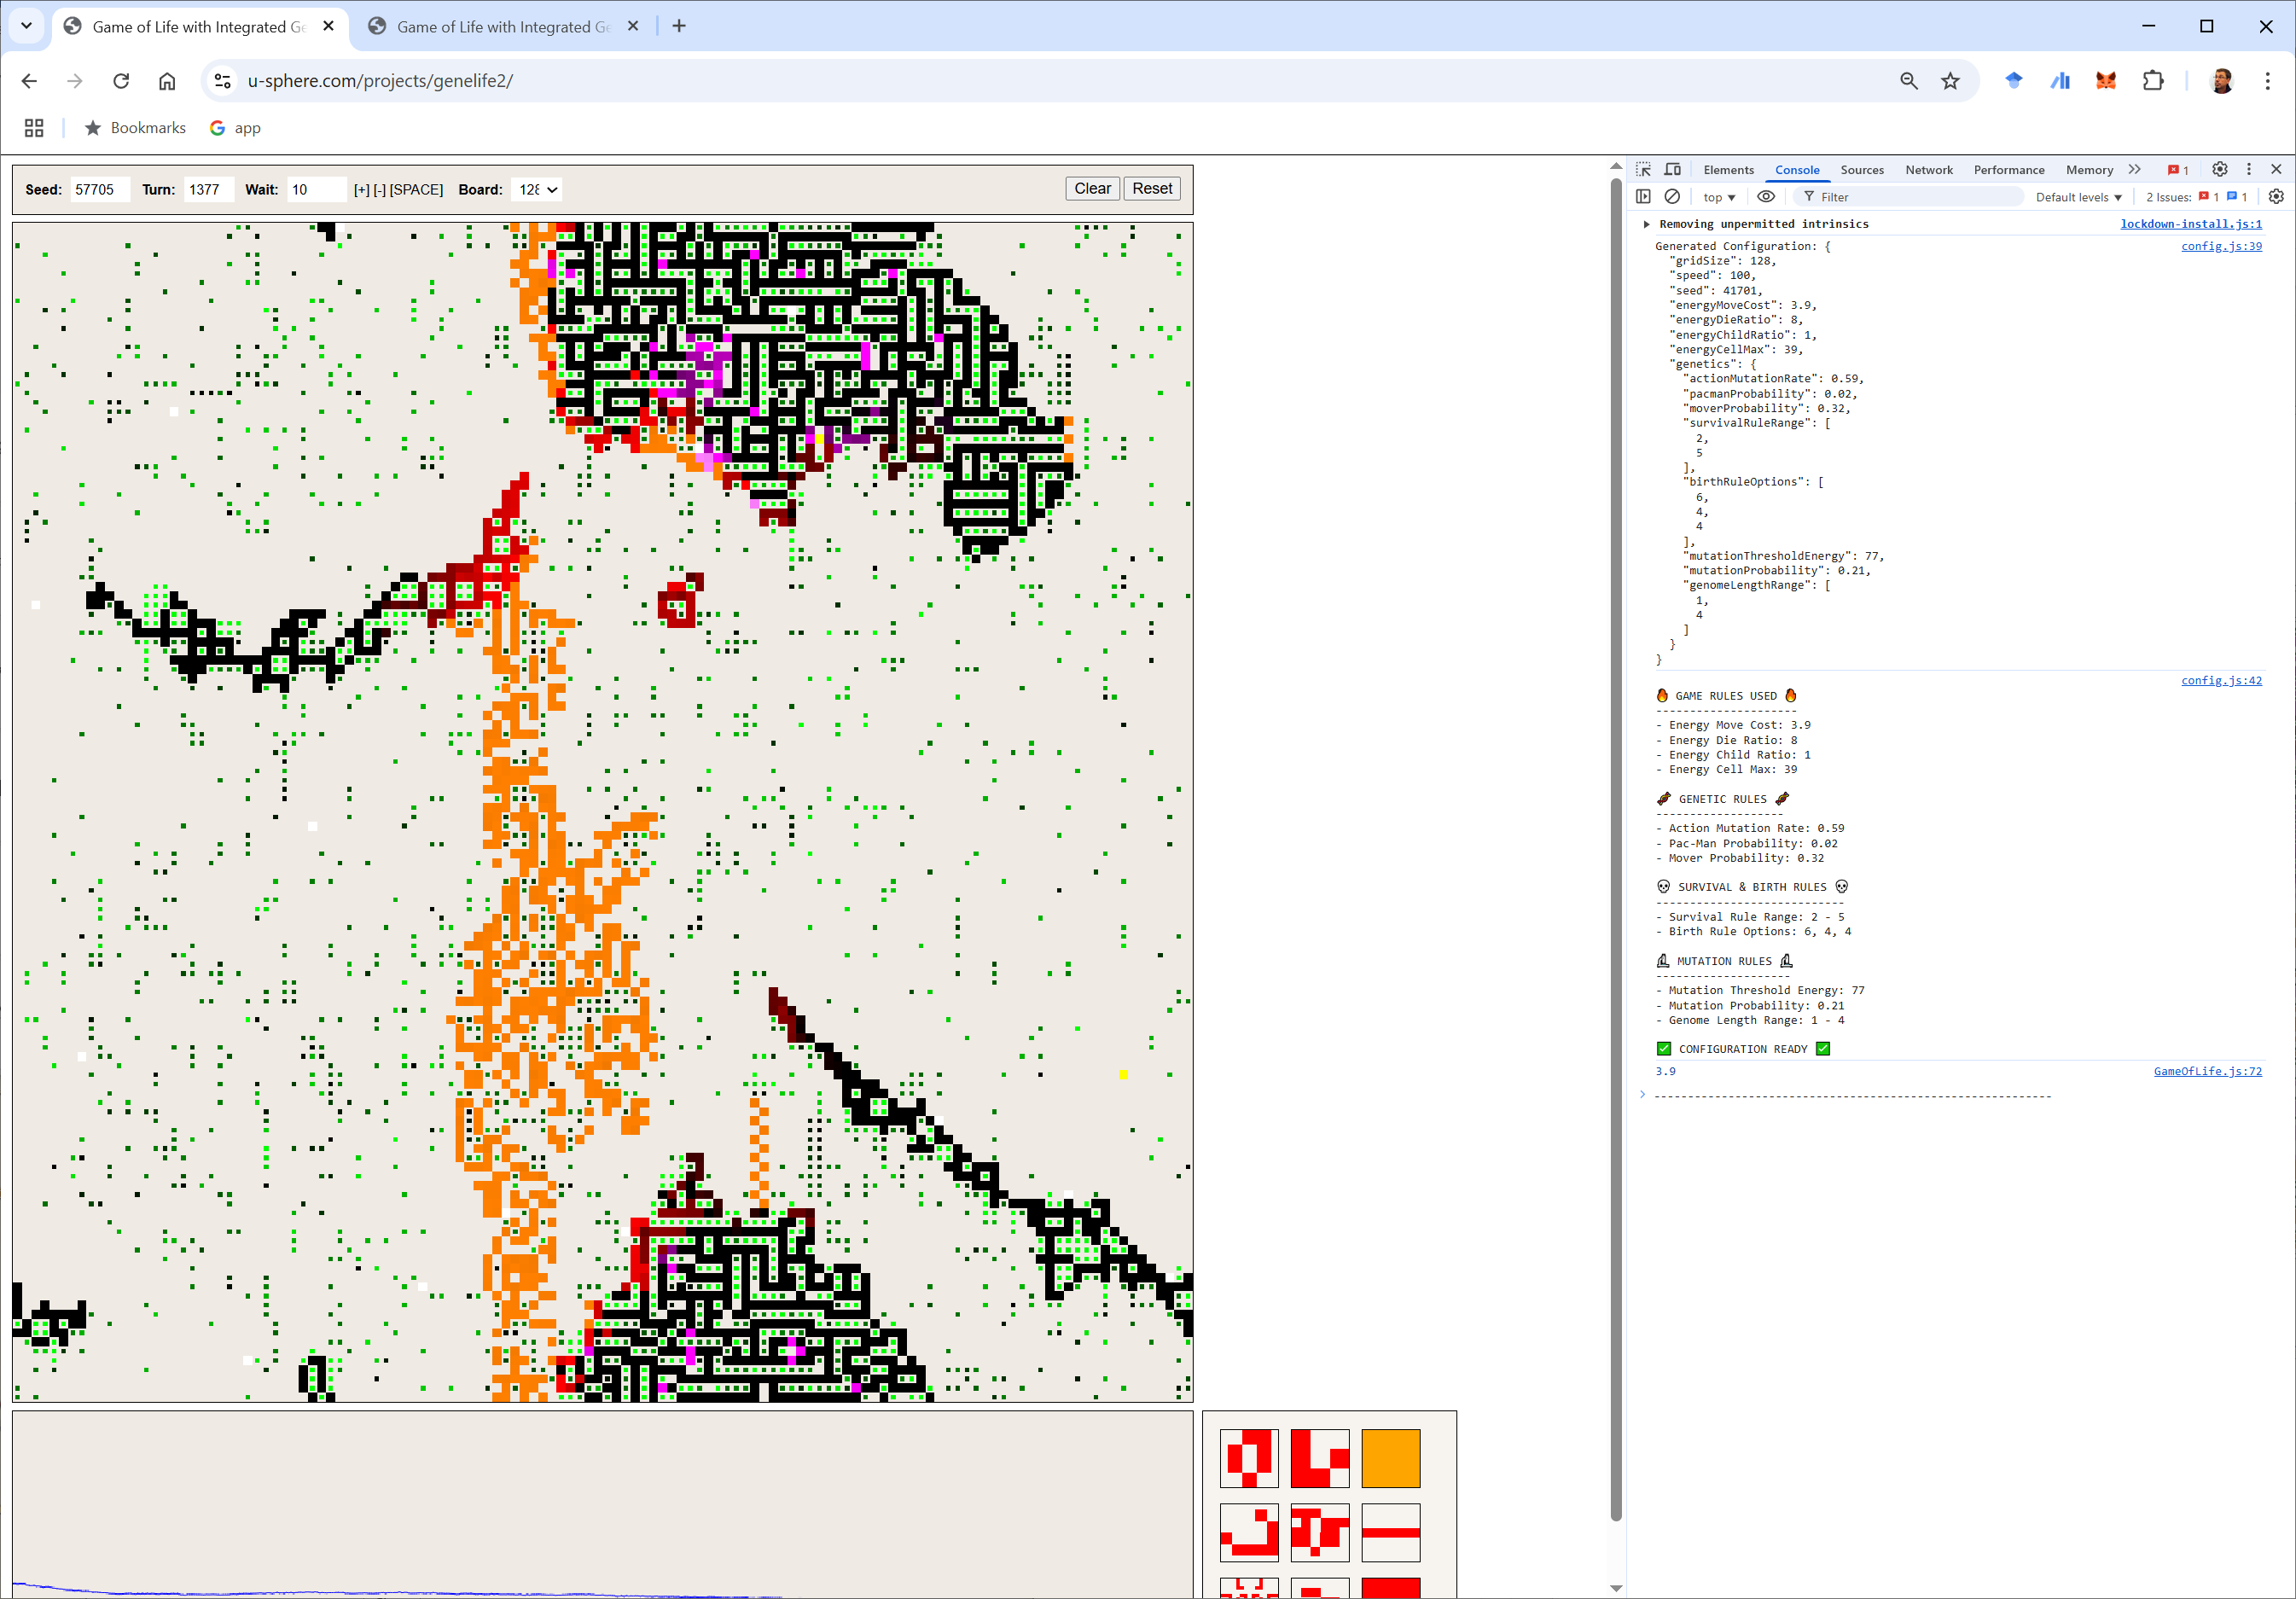 Game of Life with Integrated Ge
Game of Life with Integrated Ge
u-sphere.com/projects/genelife2/
Bookmarks
app
Seed: 57705 Turn: 1377 Wait: 10 [+] [-] [SPACE] Board: 128 Clear Reset
Elements Console Sources Network Performance Memory 1
top Filter Default levels 2 Issues: 1 1
Removing unpermitted intrinsics lockdown-install.js:1
Generated Configuration: { config.js:39
"gridSize": 128,
"speed": 100,
"seed": 41701,
"energyMoveCost": 3.9,
"energyDieRatio": 8,
"energyChildRatio": 1,
"energyCellMax": 39,
"genetics": {
"actionMutationRate": 0.59,
"pacmanProbability": 0.02,
"moverProbability": 0.32,
"survivalRuleRange": [
2,
5
],
"birthRuleOptions": [
6,
4,
4
],
"mutationThresholdEnergy": 77,
"mutationProbability": 0.21,
"genomeLengthRange": [
1,
4
]
}
}
config.js:42
🔥 GAME RULES USED 🔥
---------------------
- Energy Move Cost: 3.9
- Energy Die Ratio: 8
- Energy Child Ratio: 1
- Energy Cell Max: 39
🧬 GENETIC RULES 🧬
-------------------
- Action Mutation Rate: 0.59
- Pac-Man Probability: 0.02
- Mover Probability: 0.32
💀 SURVIVAL & BIRTH RULES 💀
----------------------------
- Survival Rule Range: 2 - 5
- Birth Rule Options: 6, 4, 4
🔬 MUTATION RULES 🔬
--------------------
- Mutation Threshold Energy: 77
- Mutation Probability: 0.21
- Genome Length Range: 1 - 4
✅ CONFIGURATION READY ✅
3.9 GameOfLife.js:72
------------------------------------------------------------